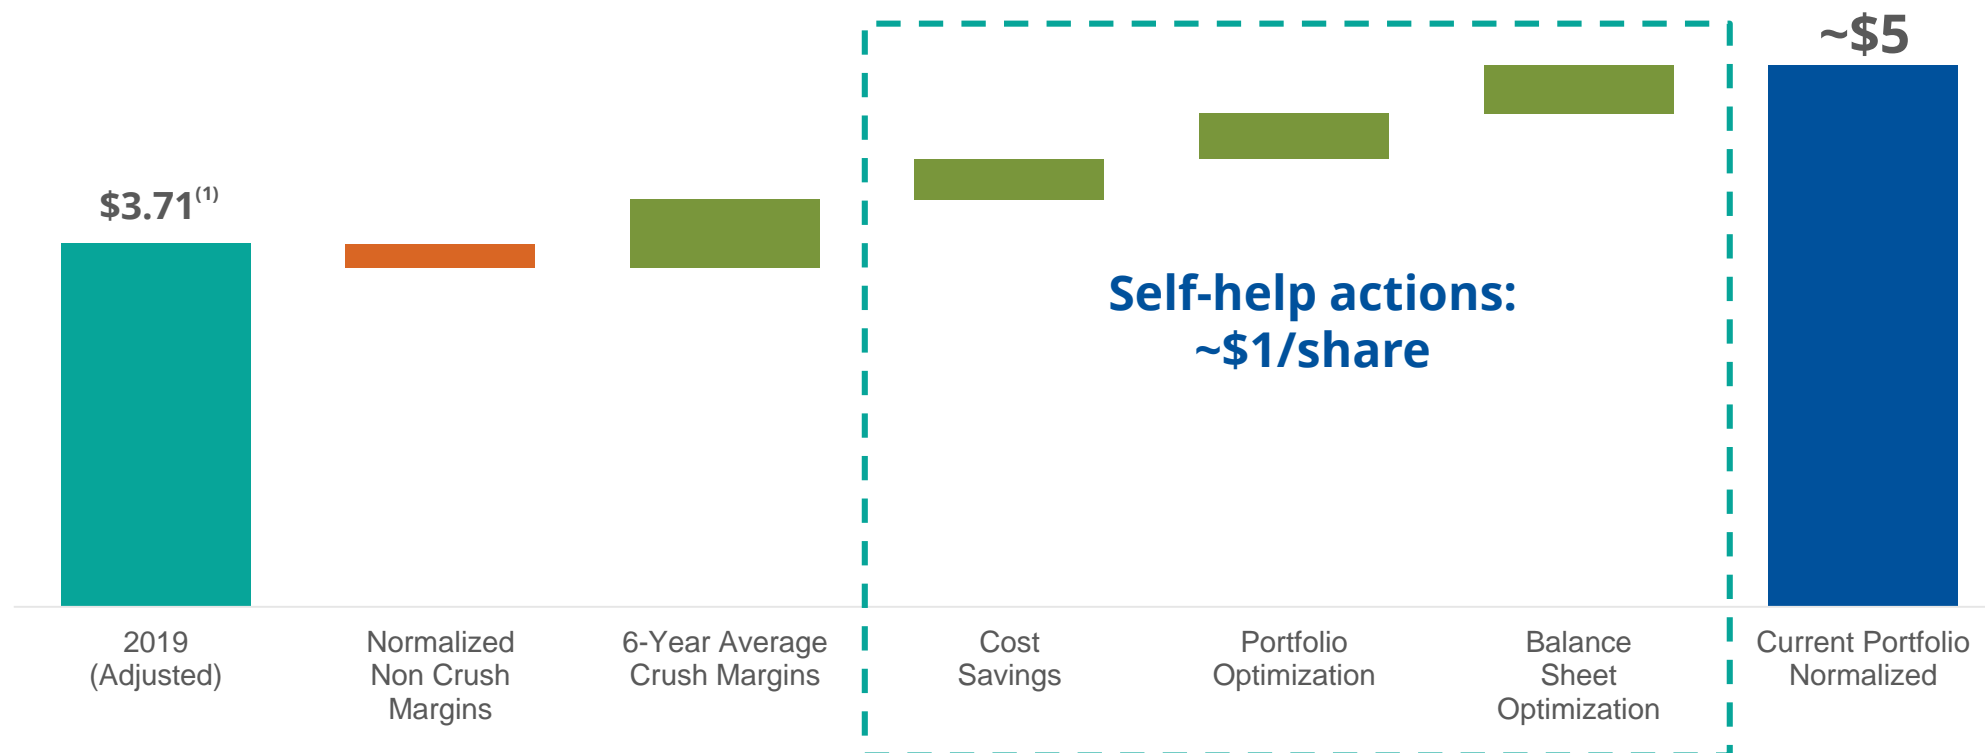 ~$5
$3.71(1)
Self-help actions:
~$1/share
2019
(Adjusted)
Normalized
Non Crush
Margins
6-Year Average
Crush Margins
Cost
Savings
Portfolio
Optimization
Balance
Sheet
Optimization
Current Portfolio
Normalized